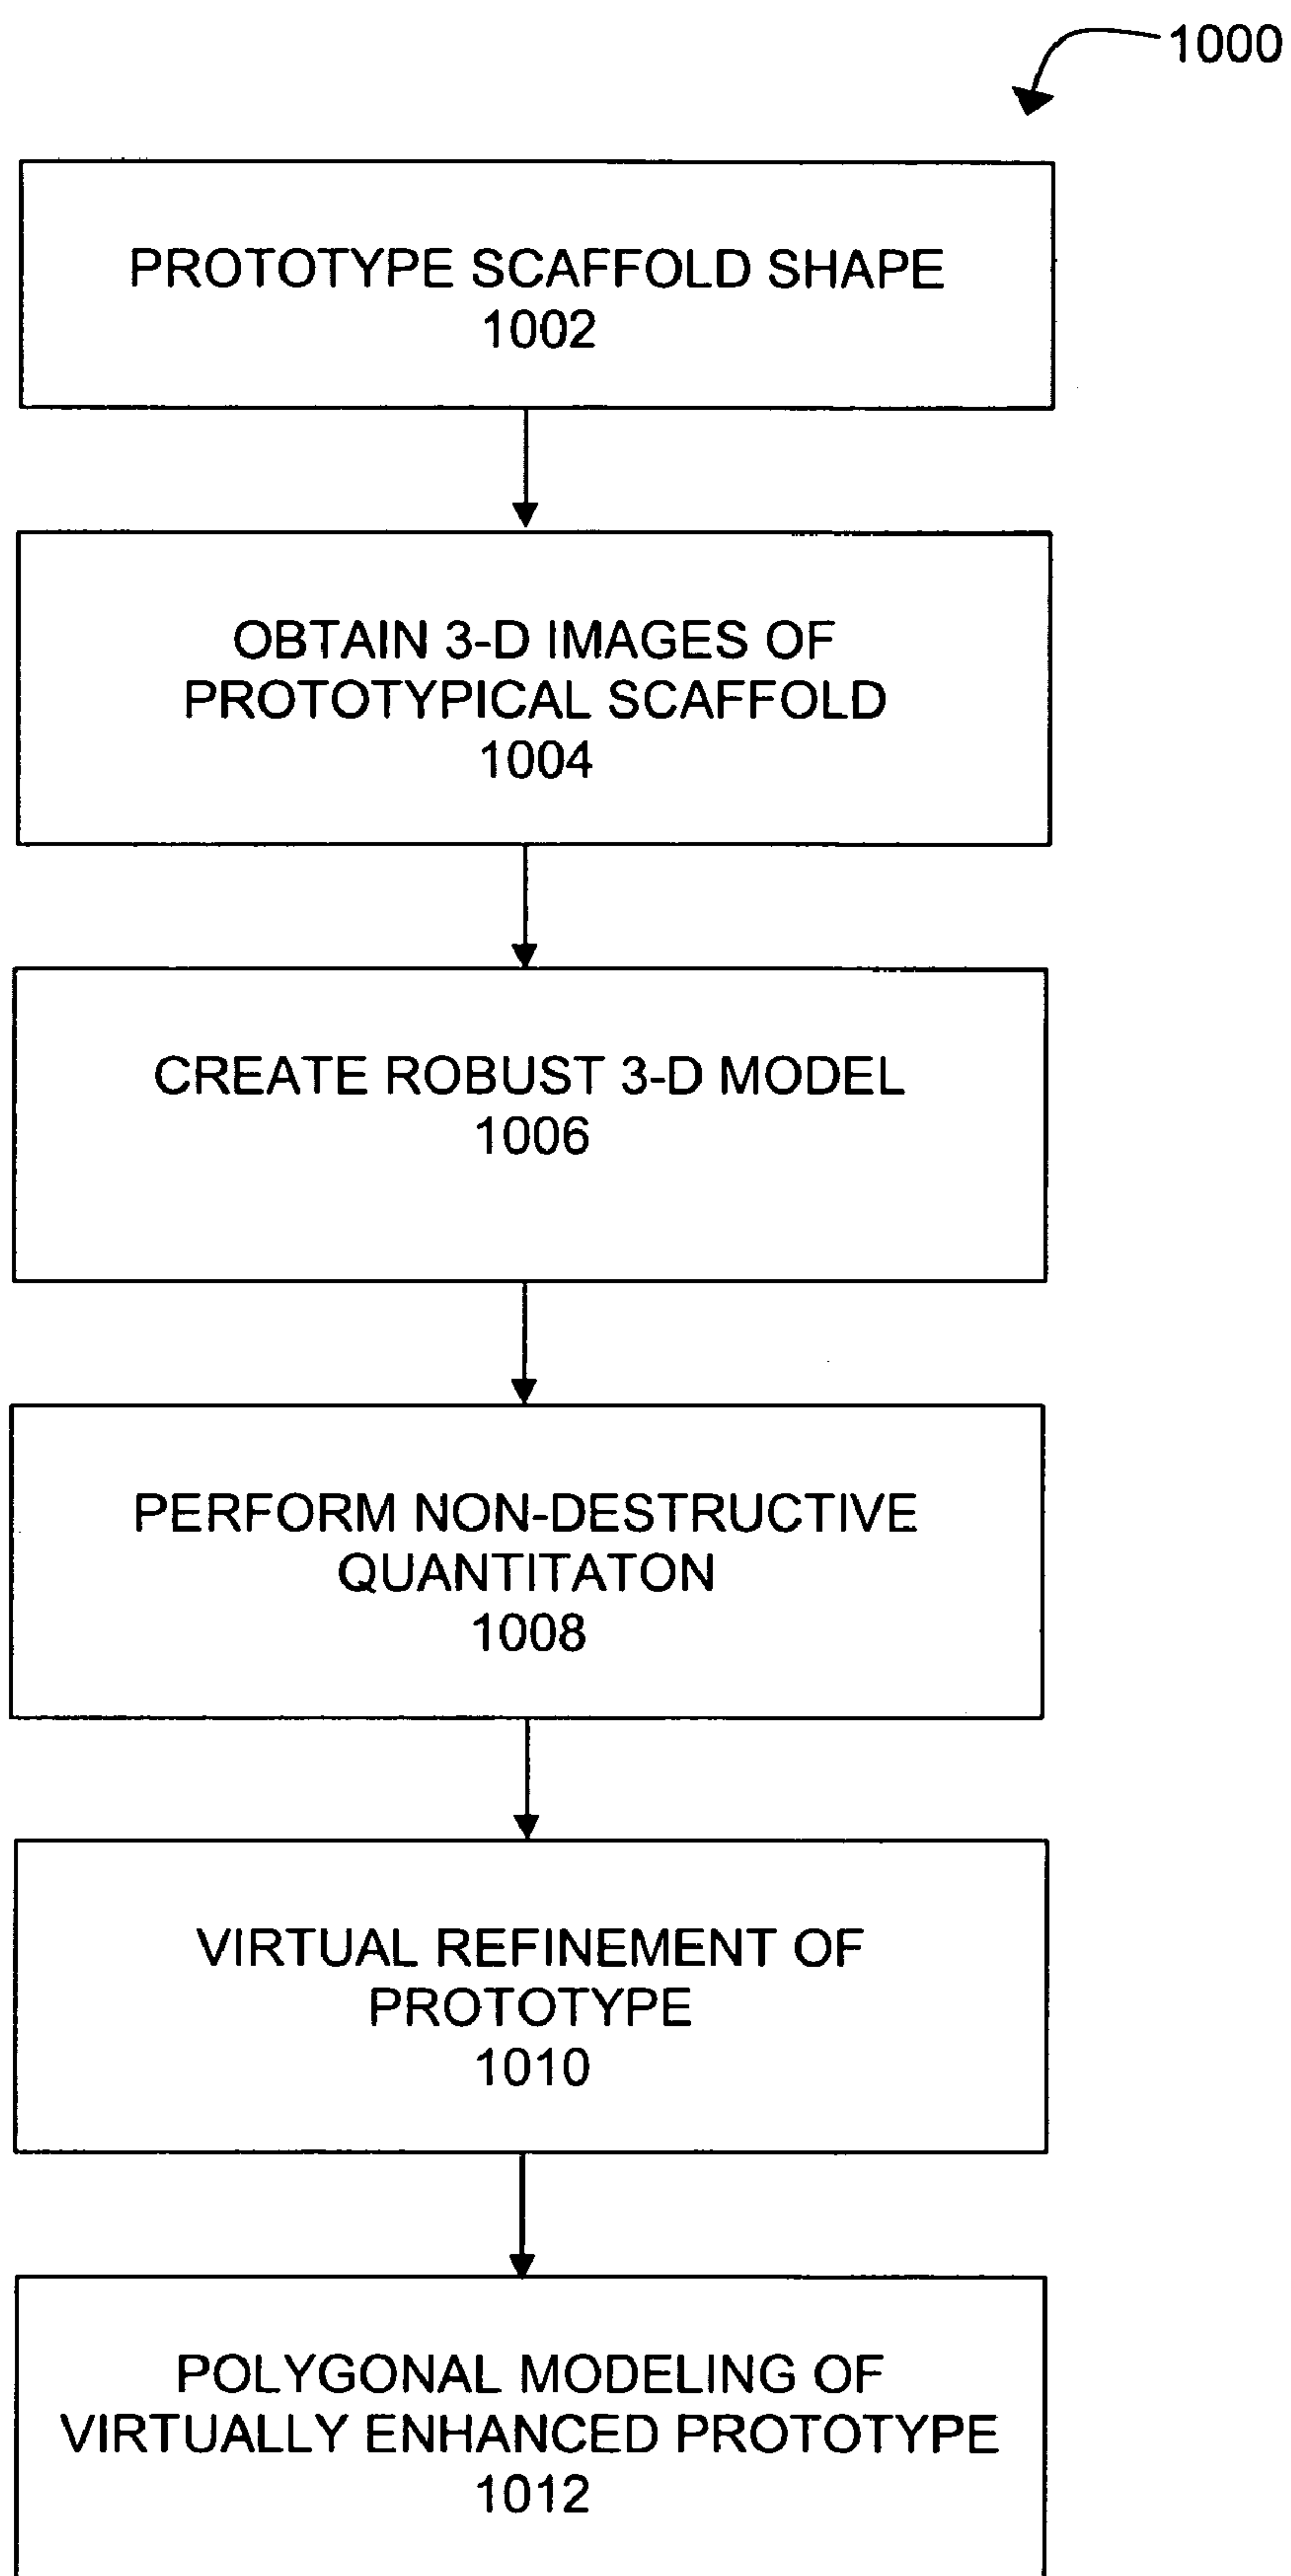 1000
PROTOTYPE SCAFFOLD SHAPE
1002
OBTAIN 3-D IMAGES OF
PROTOTYPICAL SCAFFOLD
1004
CREATE ROBUST 3-D MODEL
1006
PERFORM NON-DESTRUCTIVE
QUANTITATON
1008
VIRTUAL REFINEMENT OF
PROTOTYPE
1010
POLYGONAL MODELING OF
VIRTUALLY ENHANCED PROTOTYPE
1012